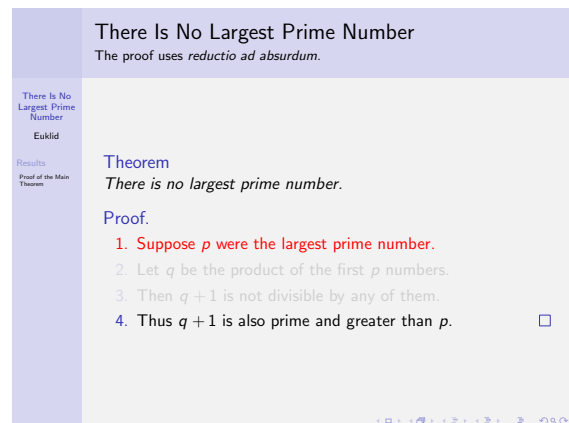 There Is No Largest Prime Number
The proof uses reductio ad absurdum.
There Is No
Largest Prime
Number
Euklid
Results
Proof of the Main
Theorem
Theorem
There is no largest prime number.
Proof.
1. Suppose p were the largest prime number.
2. Let q be the product of the first p numbers.
3. Then q + 1 is not divisible by any of them.
4. Thus q + 1 is also prime and greater than p. □